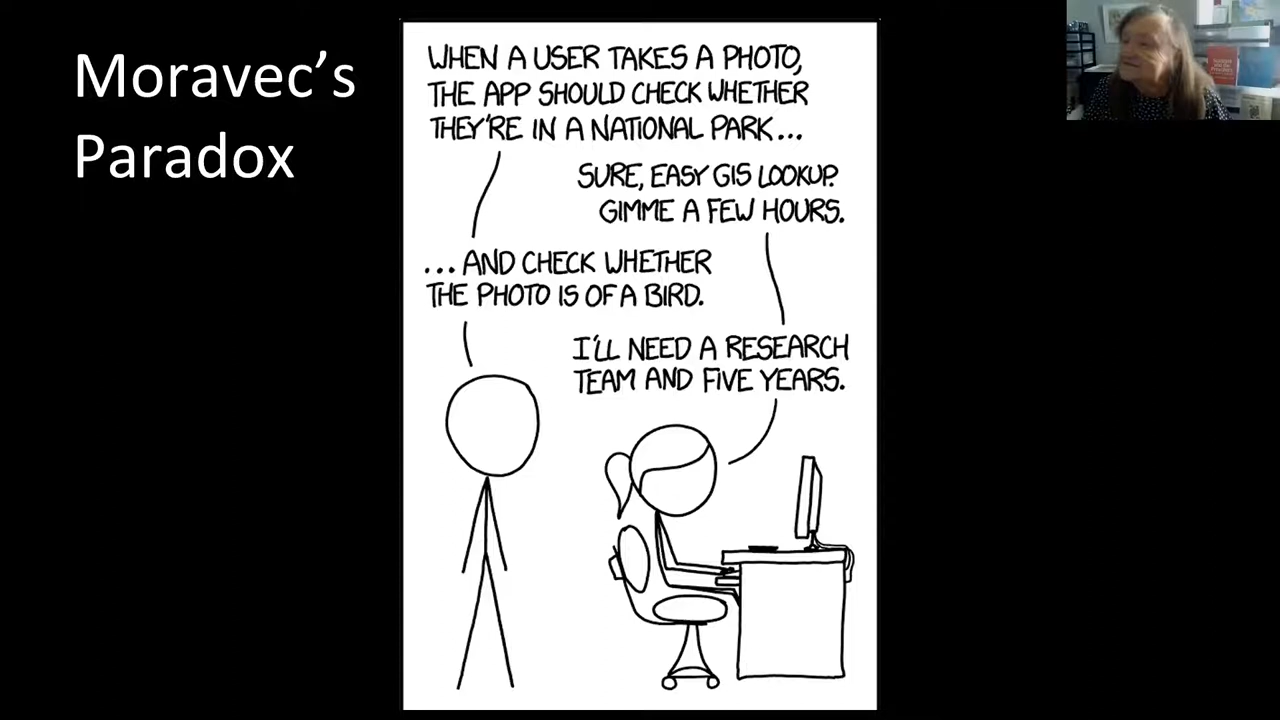 Moravec's
Paradox
WHEN A USER TAKES A PHOTO,
THE APP SHOULD CHECK WHETHER
THEY'RE IN A NATIONAL PARK...
SURE, EASY GIS LOOKUP.
GIMME A FEW HOURS.
...AND CHECK WHETHER
THE PHOTO IS OF A BIRD.
I'LL NEED A RESEARCH
TEAM AND FIVE YEARS.